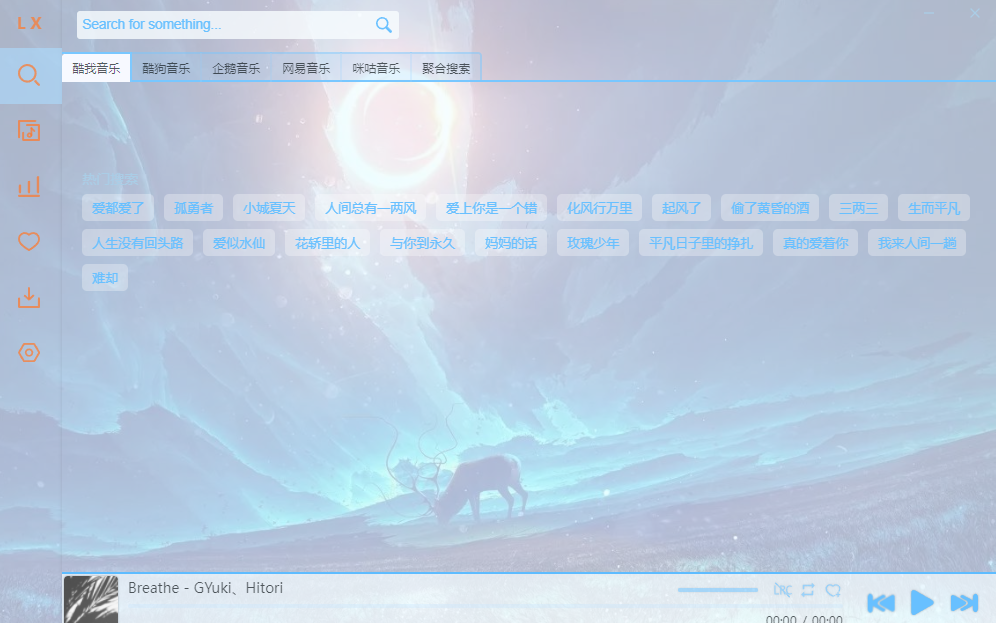 LX
Search for something...
酷我音乐 酷狗音乐 企鹅音乐 网易音乐 咪咕音乐 聚合搜索
热门搜索
爱都爱了 孤勇者 小城夏天 人间总有一两风 爱上你是一个错 化风行万里 起风了 偷了黄昏的酒 三两三 生而平凡
人生没有回头路 爱似水仙 花轿里的人 与你到永久 妈妈的话 玫瑰少年 平凡日子里的挣扎 真的爱着你 我来人间一趟
难却
Breathe - GYuki、Hitori
LRC
00:00 / 00:00